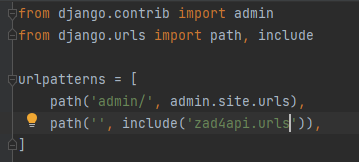 from django.contrib import admin
from django.urls import path, include

urlpatterns = [
    path('admin/', admin.site.urls),
    path('', include('zad4api.urls')),
]